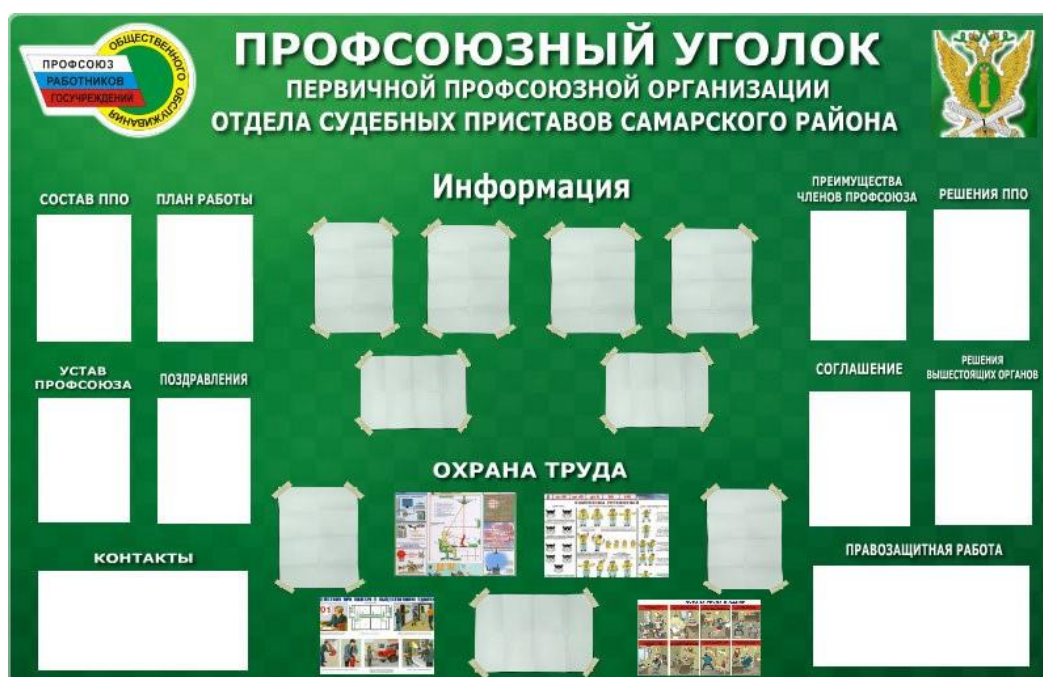 ПРОФСОЮЗ
РАБОТНИКОВ
ГОСУЧРЕЖДЕНИЙ
ОБЩЕСТВЕННОГО ОБСЛУЖИВАНИЯ
ПРОФСОЮЗНЫЙ УГОЛОК
ПЕРВИЧНОЙ ПРОФСОЮЗНОЙ ОРГАНИЗАЦИИ
ОТДЕЛА СУДЕБНЫХ ПРИСТАВОВ САМАРСКОГО РАЙОНА
СОСТАВ ППО
ПЛАН РАБОТЫ
Информация
ПРЕИМУЩЕСТВА
ЧЛЕНОВ ПРОФСОЮЗА
РЕШЕНИЯ ППО
УСТАВ
ПРОФСОЮЗА
ПОЗДРАВЛЕНИЯ
СОГЛАШЕНИЕ
РЕШЕНИЯ
ВЫШЕСТОЯЩИХ ОРГАНОВ
ОХРАНА ТРУДА
КОНТАКТЫ
ПРАВОЗАЩИТНАЯ РАБОТА
01